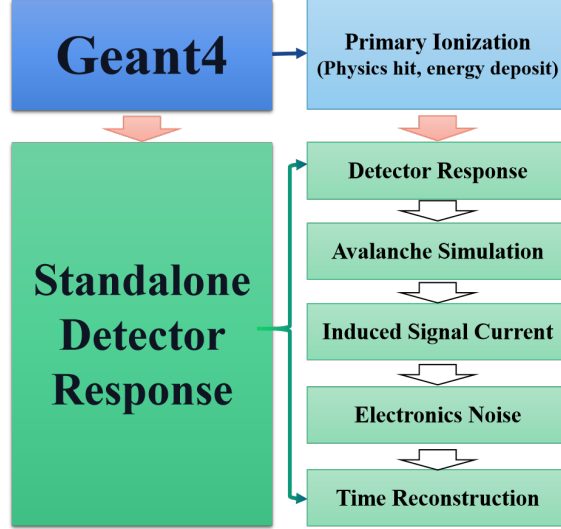 Geant4
Primary Ionization
(Physics hit, energy deposit)
Standalone
Detector
Response
Detector Response
Avalanche Simulation
Induced Signal Current
Electronics Noise
Time Reconstruction